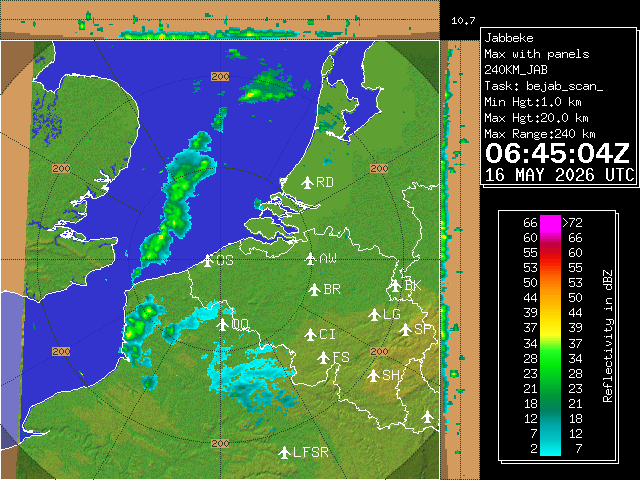 10.7
Jabbeke
Max with panels
240KM_JAB
Task: bejab_scan_
Min Hgt:1.0 km
Max Hgt:20.0 km
Max Range:240 km
06:45:04Z
16 MAY 2026 UTC
200
200
200
RD
OS
AW
BR
BK
LG
QO
CI
SP
FS
200
200
SH
200
LFSR
66 >72
60 66
55 60
53 55
50 53
44 50
39 44
37 39
34 37
28 34
23 28
21 23
18 21
12 18
7 12
2 7
Reflectivity in dBZ